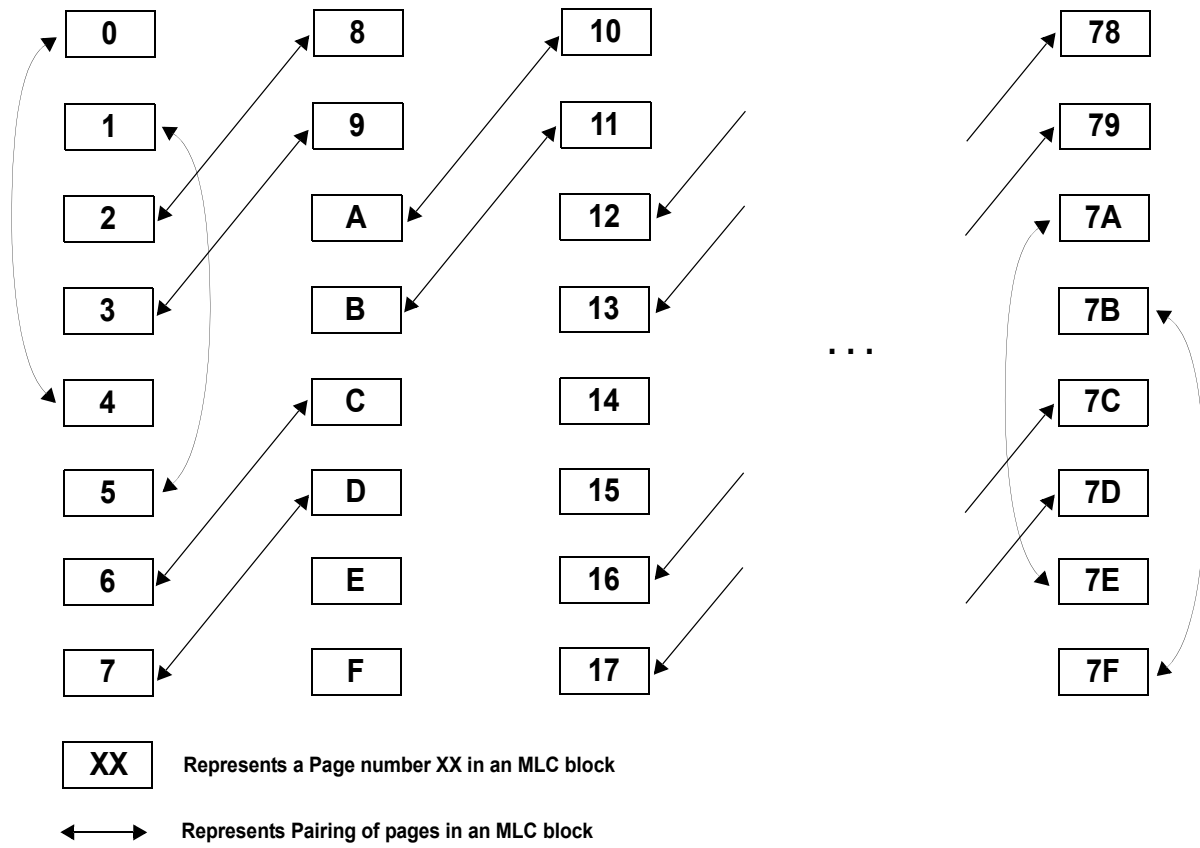 0 8 10 78
1 9 11 79
2 A 12 7A
3 B 13 7B
. . .
4 C 14 7C
5 D 15 7D
6 E 16 7E
7 F 17 7F
XX Represents a Page number XX in an MLC block
Represents Pairing of pages in an MLC block